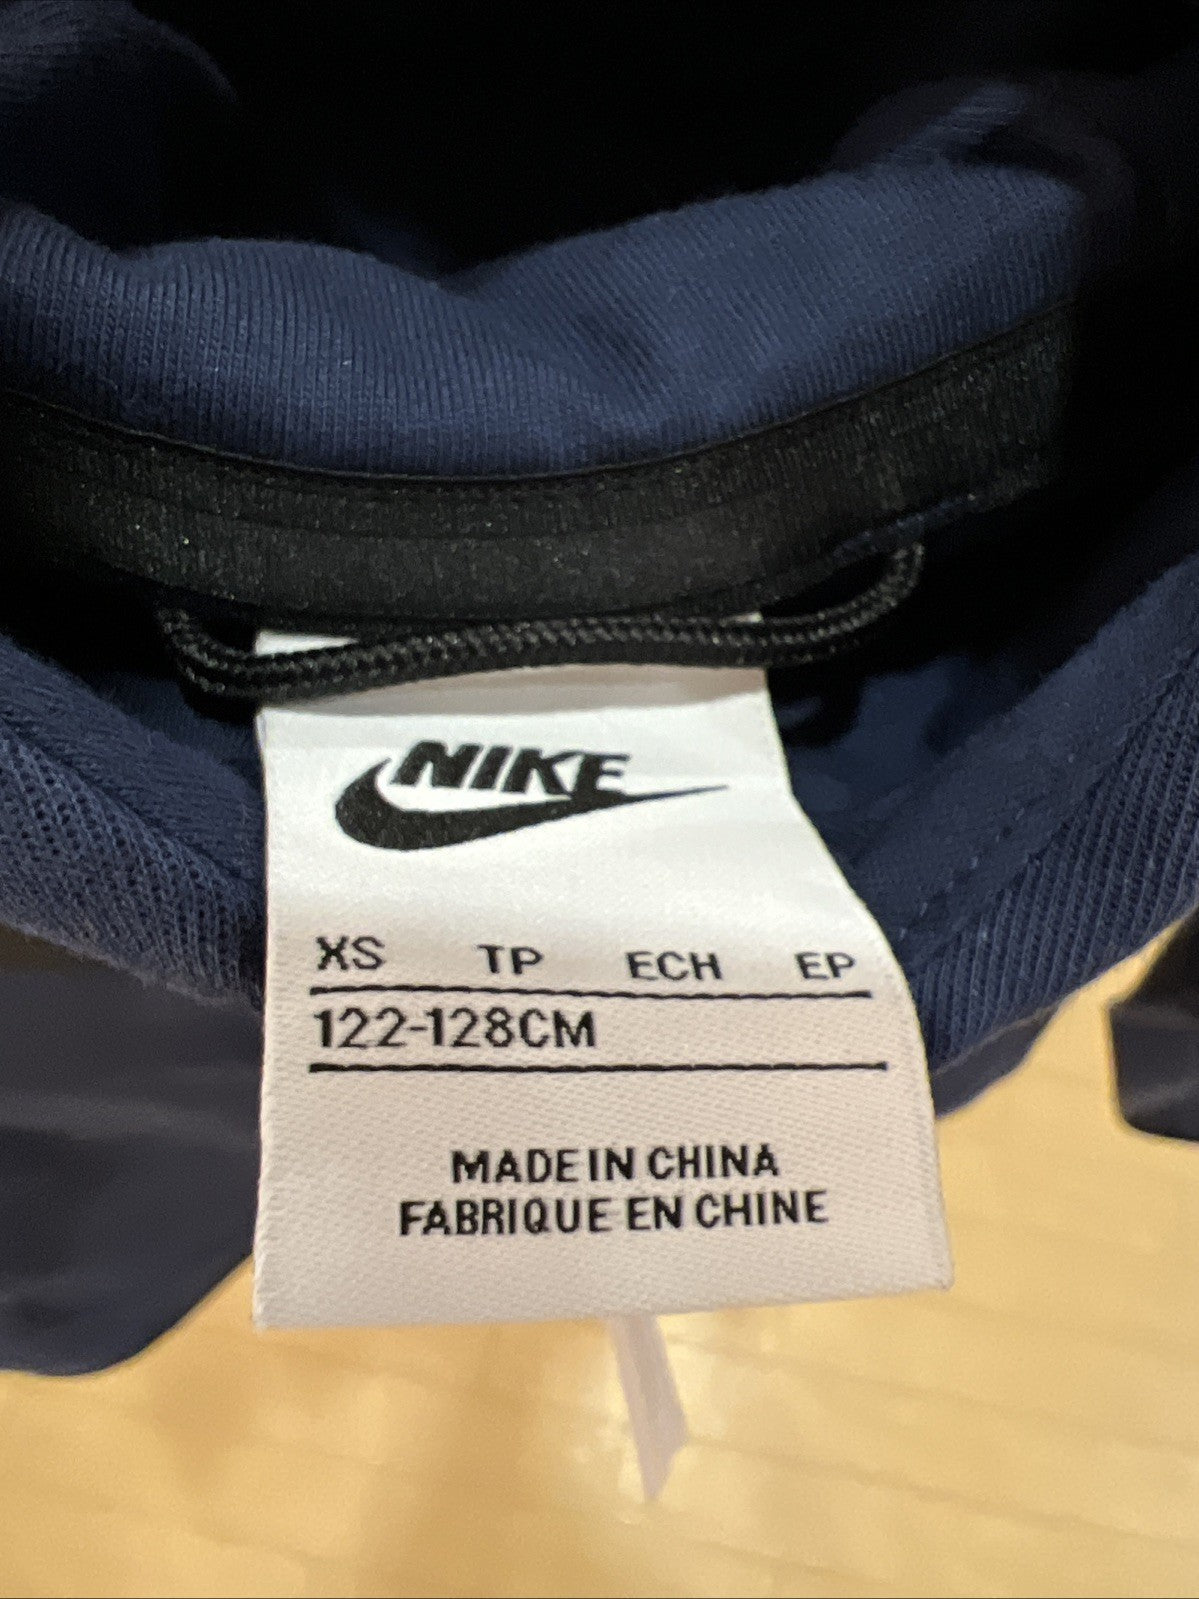 NIKE
XS TP ECH EP
122-128CM
MADE IN CHINA
FABRIQUE EN CHINE